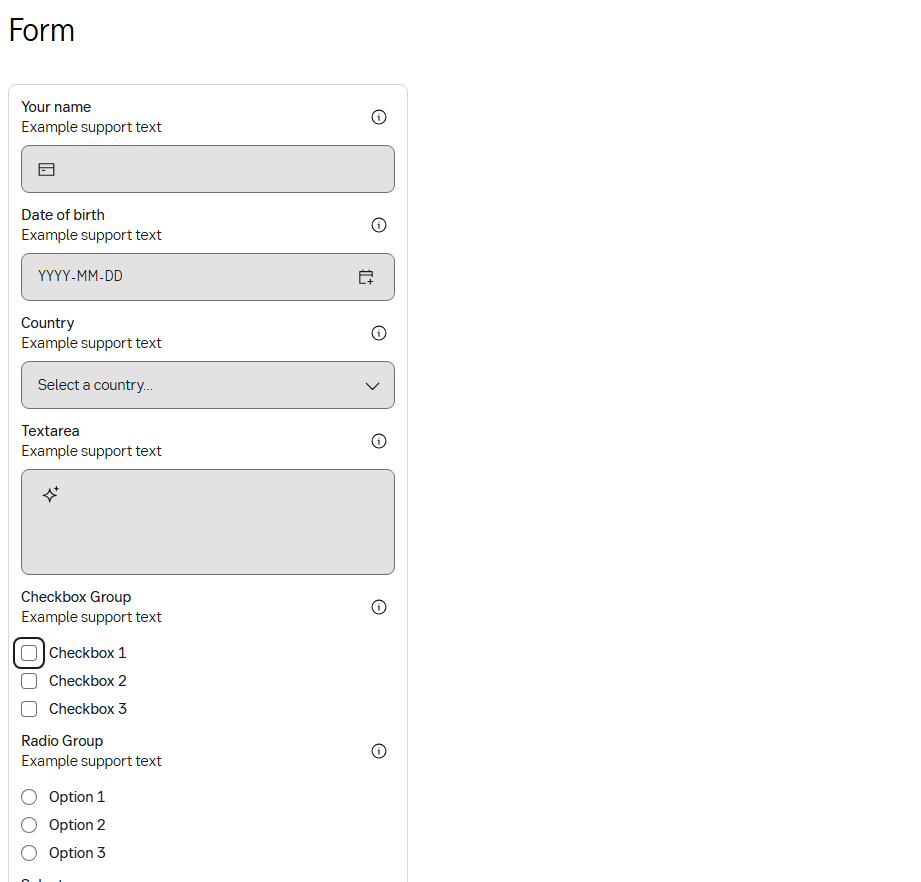 Form
Your name
Example support text
Date of birth
Example support text
YYYY-MM-DD
Country
Example support text
Select a country...
Textarea
Example support text
Checkbox Group
Example support text
Checkbox 1
Checkbox 2
Checkbox 3
Radio Group
Example support text
Option 1
Option 2
Option 3